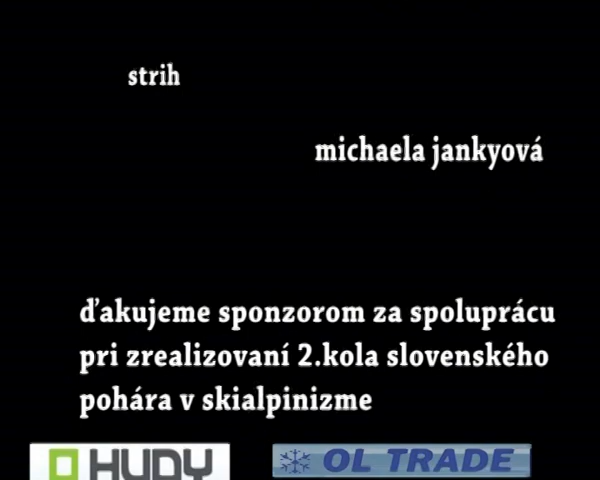 strih
michaela jankyová
ďakujeme sponzorom za spoluprácu
pri zrealizovaní 2.kola slovenského
pohára v skialpinizme
HUDY OL TRADE